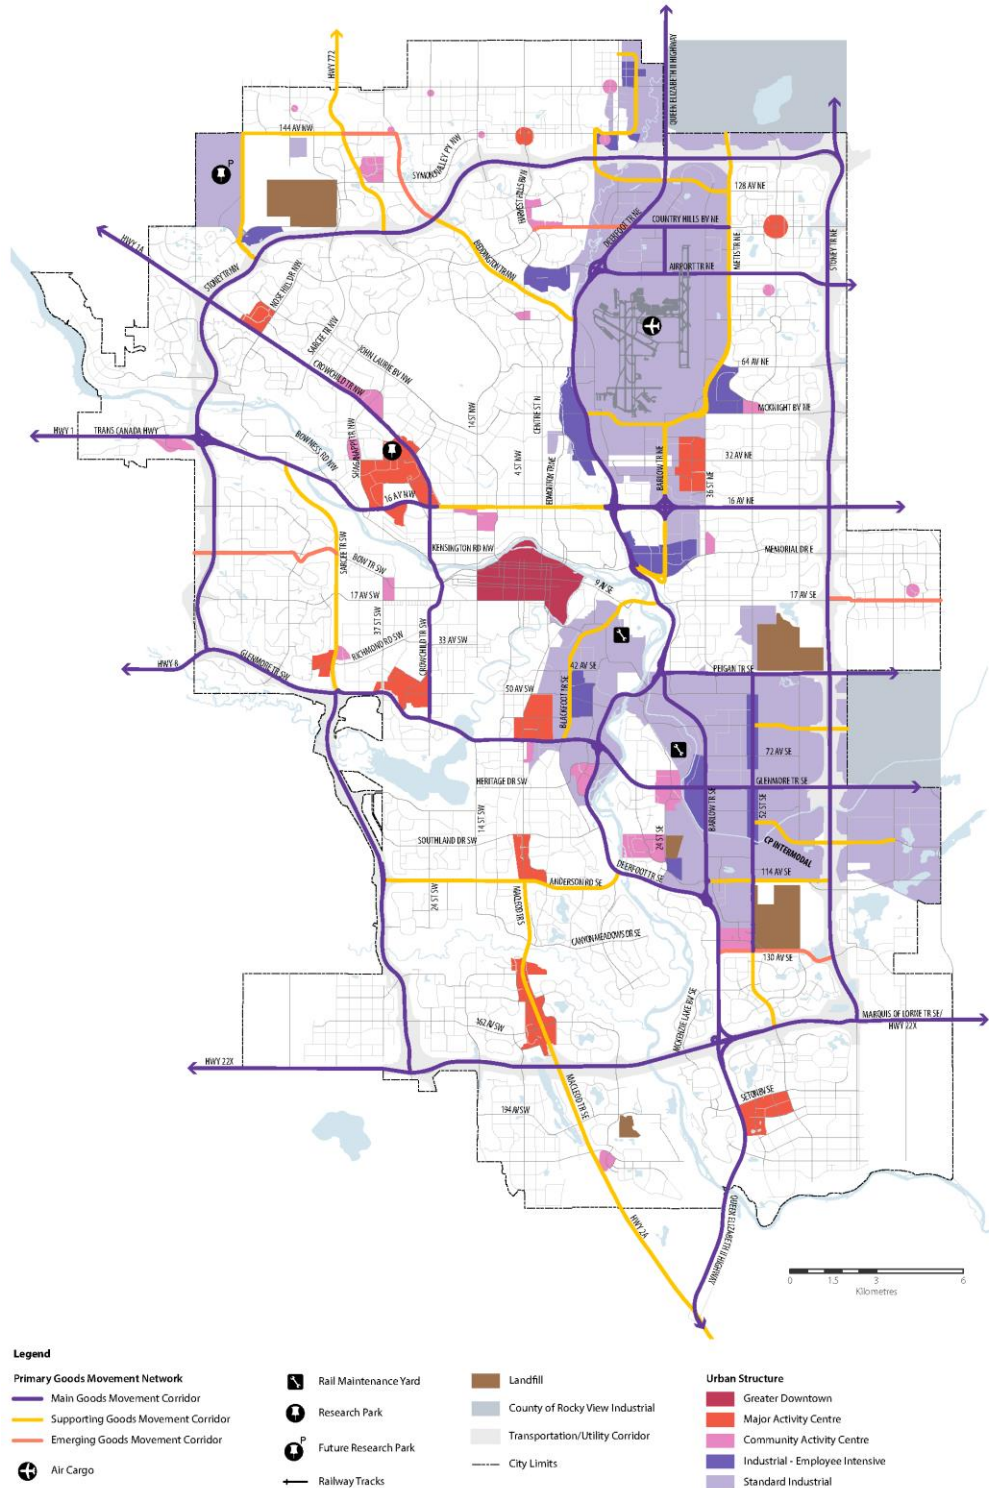 HWY 772
QUEEN ELIZABETH II HIGHWAY
144 AV NW
SYMONS VALLEY PY NW
P
HARVEST HILLS BV N
128 AV NE
COUNTRY HILLS BV NE
DEERFOOT TR NE
METIS TR NE
STONEY TR NE
HWY 1A
BEDDINGTON TR NW
AIRPORT TR NE
STONEY TR NW
NOSE HILL DR NW
SARCEE TR NW
JOHN LAURIE BV NW
64 AV NE
CROWCHILD TR NW
14 ST NW
CENTRE ST N
MCKNIGHT BV NE
HWY 1
TRANS CANADA HWY
BOWNESS RD NW
SHAGANAPPI TR NW
4 ST NW
EDMONTON TR NE
BARLOW TR NE
32 AV NE
36 ST NE
16 AV NW
16 AV NE
KENSINGTON RD NW
MEMORIAL DR E
SARCEE TR SW
BOW TR SW
9 AV SE
17 AV SW
17 AV SE
37 ST SW
RICHMOND RD SW
CROWCHILD TR SW
33 AV SW
HWY 8
GLENMORE TR SW
42 AV SE
PEIGAN TR SE
50 AV SW
BLACKFOOT TR SE
72 AV SE
HERITAGE DR SW
GLENMORE TR SE
14 ST SW
BARLOW TR SE
52 ST SE
SOUTHLAND DR SW
24 ST SE
CP INTERMODAL
DEERFOOT TR SE
114 AV SE
24 ST SW
ANDERSON RD SE
MACLEOD TR S
CANYON MEADOWS DR SE
130 AV SE
MCKENZIE LAKE BV SE
162 AV SW
MARQUIS OF LORNE TR SE/
HWY 22X
HWY 22X
MACLEOD TR SE
SETON BV SE
194 AV SW
HWY 2A
QUEEN ELIZABETH II HIGHWAY
0 1.5 3 6
Kilometres
Legend
Primary Goods Movement Network
Main Goods Movement Corridor
Supporting Goods Movement Corridor
Emerging Goods Movement Corridor
Air Cargo
Rail Maintenance Yard
Research Park
P
Future Research Park
Railway Tracks
Landfill
County of Rocky View Industrial
Transportation/Utility Corridor
City Limits
Urban Structure
Greater Downtown
Major Activity Centre
Community Activity Centre
Industrial - Employee Intensive
Standard Industrial